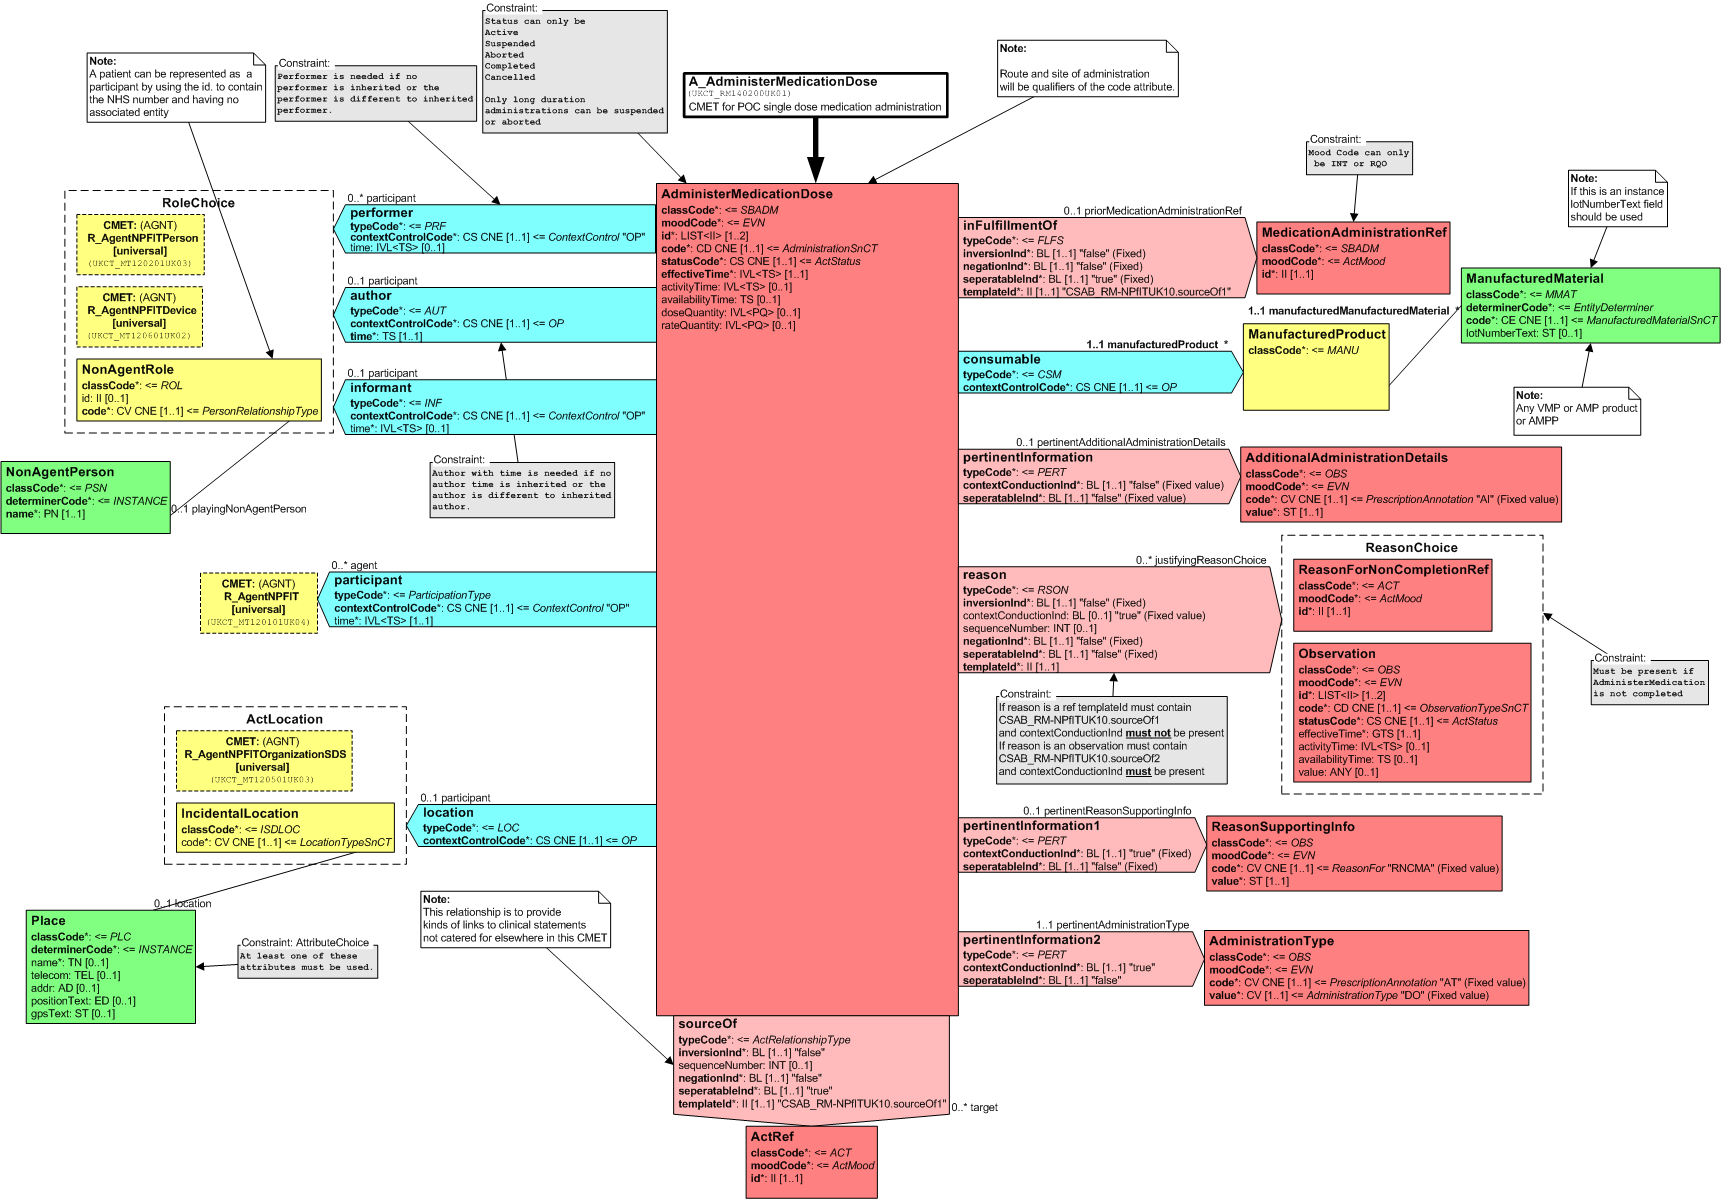 Constraint:
Status can only be
Active
Suspended
Aborted
Completed
Cancelled
Only long duration
administrations can be suspended
or aborted
Note:
A patient can be represented as  a
participant by using the id. to contain
the NHS number and having no
associated entity
Constraint:
Performer is needed if no
performer is inherited or the
performer is different to inherited
performer.
A_AdministerMedicationDose
(UKCT_RM140200UK01)
CMET for POC single dose medication administration
Note:
Route and site of administration
will be qualifiers of the code attribute.
Constraint:
Mood Code can only
be INT or RQO
Note:
If this is an instance
lotNumberText field
should be used
RoleChoice
CMET: (AGNT)
R_AgentNPFITPerson
[universal]
(UKCT_MT120201UK03)
CMET: (AGNT)
R_AgentNPFITDevice
[universal]
(UKCT_MT120601UK02)
NonAgentRole
classCode*: <= ROL
id: II [0..1]
code*: CV CNE [1..1] <= PersonRelationshipType
0..* participant
performer
typeCode*: <= PRF
contextControlCode*: CS CNE [1..1] <= ContextControl "OP"
time: IVL<TS> [0..1]
0..1 participant
author
typeCode*: <= AUT
contextControlCode*: CS CNE [1..1] <= OP
time*: TS [1..1]
0..1 participant
informant
typeCode*: <= INF
contextControlCode*: CS CNE [1..1] <= ContextControl "OP"
time*: IVL<TS> [0..1]
AdministerMedicationDose
classCode*: <= SBADM
moodCode*: <= EVN
id*: LIST<II> [1..2]
code*: CD CNE [1..1] <= AdministrationSnCT
statusCode*: CS CNE [1..1] <= ActStatus
effectiveTime*: IVL<TS> [1..1]
activityTime: IVL<TS> [0..1]
availabilityTime: TS [0..1]
doseQuantity: IVL<PQ> [0..1]
rateQuantity: IVL<PQ> [0..1]
0..1 priorMedicationAdministrationRef
inFulfillmentOf
typeCode*: <= FLFS
inversionInd*: BL [1..1] "false" (Fixed)
negationInd*: BL [1..1] "false" (Fixed)
seperatableInd*: BL [1..1] "true" (Fixed)
templateId*: II [1..1] "CSAB_RM-NPfITUK10.sourceOf1"
MedicationAdministrationRef
classCode*: <= SBADM
moodCode*: <= ActMood
id*: II [1..1]
ManufacturedMaterial
classCode*: <= MMAT
determinerCode*: <= EntityDeterminer
code*: CE CNE [1..1] <= ManufacturedMaterialSnCT
lotNumberText: ST [0..1]
1..1 manufacturedManufacturedMaterial *
ManufacturedProduct
classCode*: <= MANU
1..1 manufacturedProduct *
consumable
typeCode*: <= CSM
contextControlCode*: CS CNE [1..1] <= OP
Note:
Any VMP or AMP product
or AMPP
NonAgentPerson
classCode*: <= PSN
determinerCode*: <= INSTANCE
name*: PN [1..1]
0..1 playingNonAgentPerson
Constraint:
Author with time is needed if no
author time is inherited or the
author is different to inherited
author.
0..1 pertinentAdditionalAdministrationDetails
pertinentInformation
typeCode*: <= PERT
contextConductionInd*: BL [1..1] "false" (Fixed value)
seperatableInd*: BL [1..1] "false" (Fixed value)
AdditionalAdministrationDetails
classCode*: <= OBS
moodCode*: <= EVN
code*: CV CNE [1..1] <= PrescriptionAnnotation "AI" (Fixed value)
value*: ST [1..1]
CMET: (AGNT)
R_AgentNPFIT
[universal]
(UKCT_MT120101UK04)
0..* agent
participant
typeCode*: <= ParticipationType
contextControlCode*: CS CNE [1..1] <= ContextControl "OP"
time*: IVL<TS> [1..1]
0..* justifyingReasonChoice
reason
typeCode*: <= RSON
inversionInd*: BL [1..1] "false" (Fixed)
contextConductionInd: BL [0..1] "true" (Fixed value)
sequenceNumber: INT [0..1]
negationInd*: BL [1..1] "false" (Fixed)
seperatableInd*: BL [1..1] "false" (Fixed)
templateId*: II [1..1]
ReasonChoice
ReasonForNonCompletionRef
classCode*: <= ACT
moodCode*: <= ActMood
id*: II [1..1]
Observation
classCode*: <= OBS
moodCode*: <= EVN
id*: LIST<II> [1..2]
code*: CD CNE [1..1] <= ObservationTypeSnCT
statusCode*: CS CNE [1..1] <= ActStatus
effectiveTime*: GTS [1..1]
activityTime: IVL<TS> [0..1]
availabilityTime: TS [0..1]
value: ANY [0..1]
Constraint:
Must be present if
AdministerMedication
is not completed
Constraint:
If reason is a ref templateId must contain
CSAB_RM-NPfITUK10.sourceOf1
and contextConductionInd must not be present
If reason is an observation must contain
CSAB_RM-NPfITUK10.sourceOf2
and contextConductionInd must be present
ActLocation
CMET: (AGNT)
R_AgentNPFITOrganizationSDS
[universal]
(UKCT_MT120501UK03)
IncidentalLocation
classCode*: <= ISDLOC
code*: CV CNE [1..1] <= LocationTypeSnCT
0..1 participant
location
typeCode*: <= LOC
contextControlCode*: CS CNE [1..1] <= OP
0..1 pertinentReasonSupportingInfo
pertinentInformation1
typeCode*: <= PERT
contextConductionInd*: BL [1..1] "true" (Fixed)
seperatableInd*: BL [1..1] "false" (Fixed)
ReasonSupportingInfo
classCode*: <= OBS
moodCode*: <= EVN
code*: CV CNE [1..1] <= ReasonFor "RNCMA" (Fixed value)
value*: ST [1..1]
0..1 location
Place
classCode*: <= PLC
determinerCode*: <= INSTANCE
name*: TN [0..1]
telecom: TEL [0..1]
addr: AD [0..1]
positionText: ED [0..1]
gpsText: ST [0..1]
Constraint: AttributeChoice
At least one of these
attributes must be used.
Note:
This relationship is to provide
kinds of links to clinical statements
not catered for elsewhere in this CMET
1..1 pertinentAdministrationType
pertinentInformation2
typeCode*: <= PERT
contextConductionInd*: BL [1..1] "true"
seperatableInd*: BL [1..1] "false"
AdministrationType
classCode*: <= OBS
moodCode*: <= EVN
code*: CV CNE [1..1] <= PrescriptionAnnotation "AT" (Fixed value)
value*: CV [1..1] <= AdministrationType "DO" (Fixed value)
sourceOf
typeCode*: <= ActRelationshipType
inversionInd*: BL [1..1] "false"
sequenceNumber: INT [0..1]
negationInd*: BL [1..1] "false"
seperatableInd*: BL [1..1] "true"
templateId*: II [1..1] "CSAB_RM-NPfITUK10.sourceOf1"
0..* target
ActRef
classCode*: <= ACT
moodCode*: <= ActMood
id*: II [1..1]